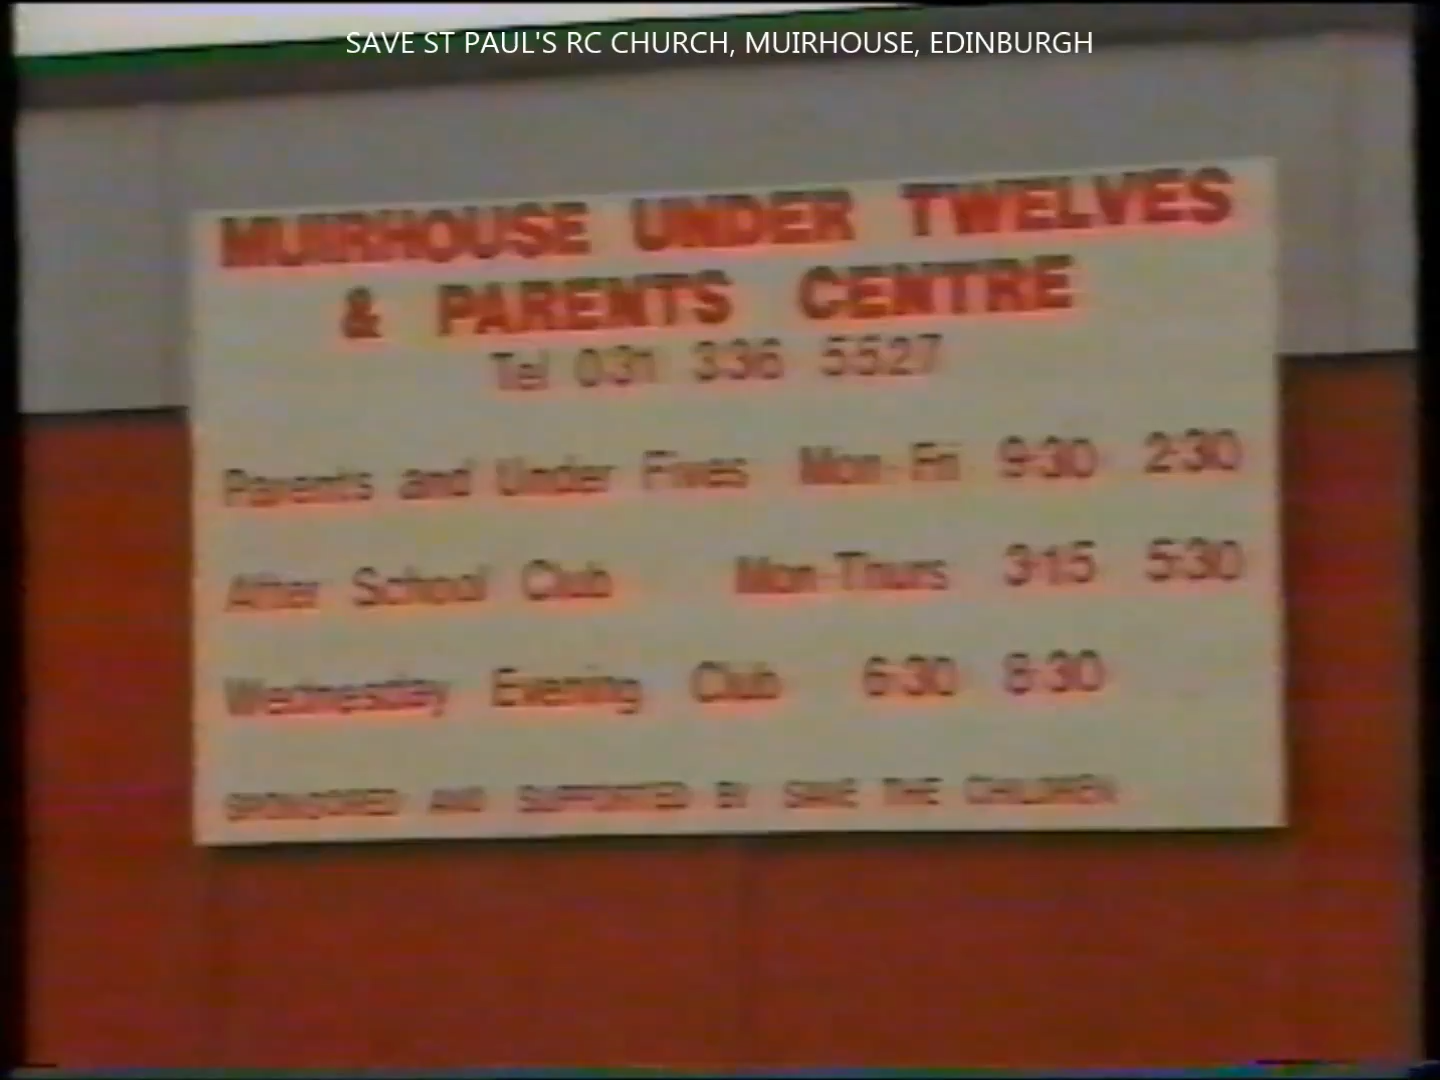 SAVE ST PAUL'S RC CHURCH, MUIRHOUSE, EDINBURGH
MUIRHOUSE UNDER TWELVES
& PARENTS CENTRE
Tel 031 336 5527
Parents and Under Fives Mon-Fri 9:30 2:30
After School Club Mon-Thurs 3:15 5:30
Wednesday Evening Club 6:30 8:30
SPONSORED AND SUPPORTED BY SAVE THE CHILDREN